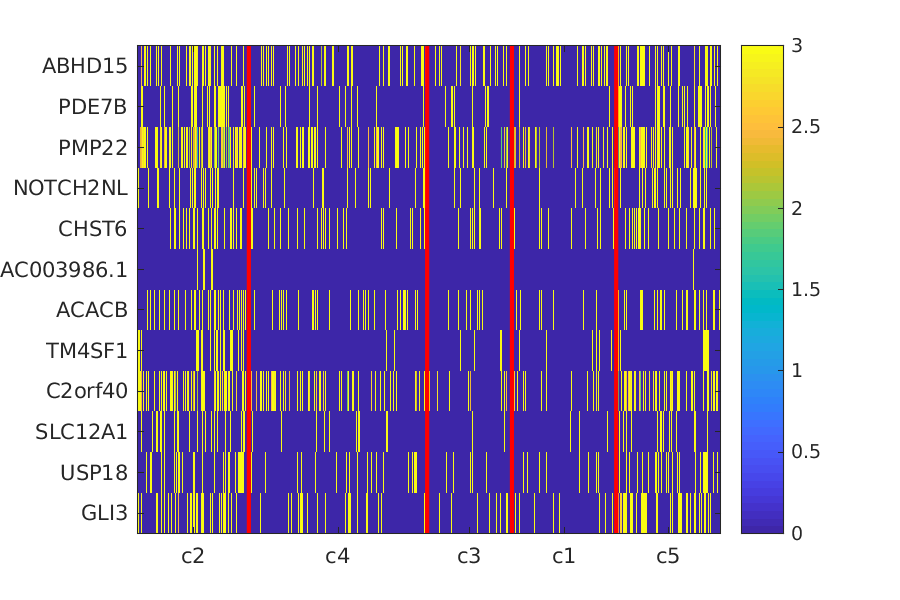 ABHD15
PDE7B
PMP22
NOTCH2NL
CHST6
AC003986.1
ACACB
TM4SF1
C2orf40
SLC12A1
USP18
GLI3
c2 c4 c3 c1 c5
3
2.5
2
1.5
1
0.5
0